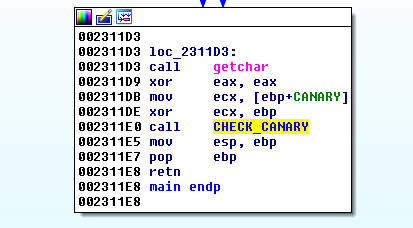 002311D3
002311D3 loc_2311D3:
002311D3 call getchar
002311D9 xor eax, eax
002311DB mov ecx, [ebp+CANARY]
002311DE xor ecx, ebp
002311E0 call CHECK_CANARY
002311E5 mov esp, ebp
002311E7 pop ebp
002311E8 retn
002311E8 main endp
002311E8